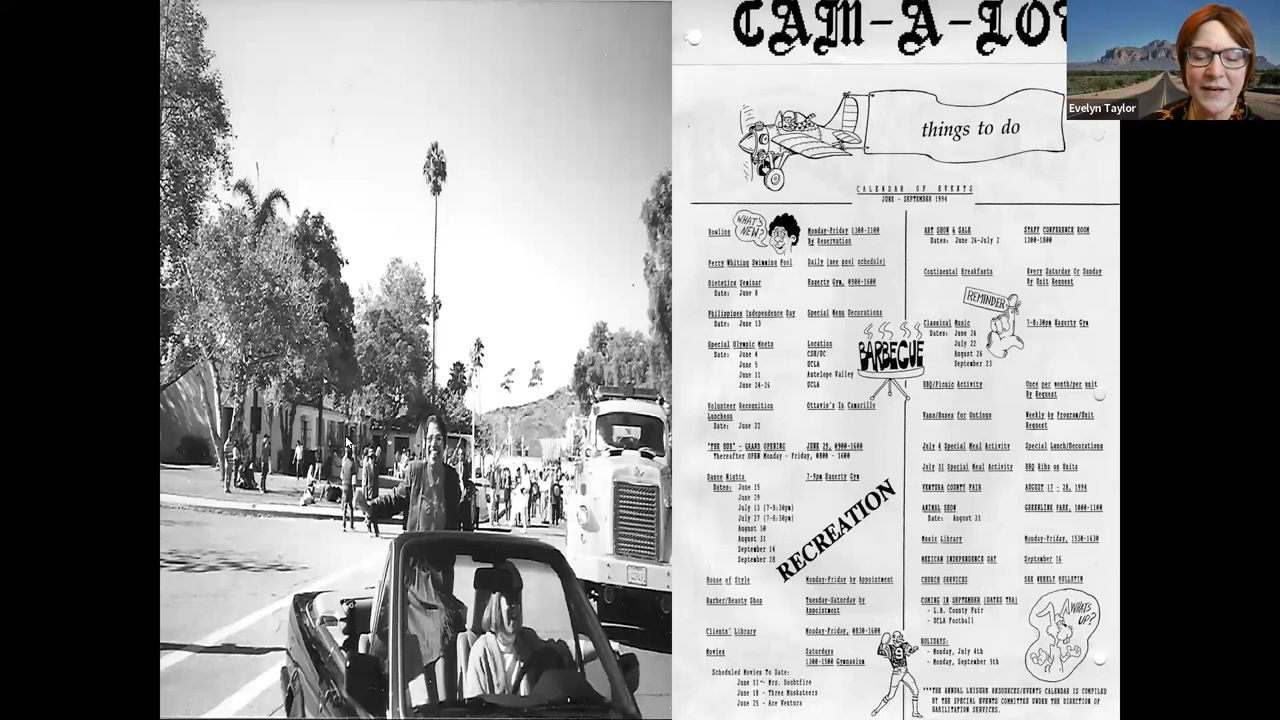 CAM-A-LO
Evelyn Taylor
things to do
CALENDAR OF EVENTS
JUNE - SEPTEMBER 1994
WHAT'S NEW?
Bowling Monday-Friday 1300-2100
By Reservation
Perry Whiting Swimming Pool Daily (see pool schedule)
Dietetics Seminar Hagerty Gym, 0900-1600
Date: June 8
Philippines Independence Day Special Menu Decorations
Date: June 13
Special Olympic Meets Location
Date: June 4 CSH/DC
June 5 UCLA
June 11 Antelope Valley
June 24-26 UCLA
Volunteer Recognition Ottavio's In Camarillo
Luncheon
Date: June 22
"THE HUB" - GRAND OPENING JUNE 29, 0900-1600
Thereafter OPEN Monday - Friday, 0800 - 1600
Dance Nights 7-9pm Hagerty Gym
Dates: June 15
June 29
July 13 (7-8:30pm)
July 27 (7-8:30pm)
August 10
August 31
September 14
September 28
House of Style Monday-Friday by Appointment
Barber/Beauty Shop Tuesday-Saturday by
Appointment
Clients' Library Monday-Friday, 0830-1600
Movies Saturdays
1300-1500 Gymnasium
Scheduled Movies To Date:
June 11 - Mrs. Doubtfire
June 18 - Three Musketeers
June 25 - Ace Ventura
BARBECUE
RECREATION
9
ART SHOW & SALE STAFF CONFERENCE ROOM
Dates: June 26-July 2 1200-1800
Continental Breakfasts Every Saturday Or Sunday
By Unit Request
REMINDER
Classical Music 7-8:30pm Hagerty Gym
Dates: June 24
July 22
August 26
September 23
BBQ/Picnic Activity Once per month/per unit
By Request
Vans/Buses for Outings Weekly by Program/Unit
Request
July 4 Special Meal Activity Special Lunch/Decorations
July 31 Special Meal Activity BBQ Ribs on Units
VENTURA COUNTY FAIR AUGUST 17 - 28, 1994
ANIMAL SHOW GREENLINE PARK, 1000-1100
Date: August 31
Music Library Monday-Friday, 1530-1630
MEXICAN INDEPENDENCE DAY September 16
CHURCH SERVICES SEE WEEKLY BULLETIN
COMING IN SEPTEMBER (DATES TBA)
- L.A. County Fair
- UCLA Football
WHATS UP?
HOLIDAYS:
- Monday, July 4th
- Monday, September 5th
***THE ANNUAL LEISURE RESOURCES/EVENTS CALENDAR IS COMPILED
BY THE SPECIAL EVENTS COMMITTEE UNDER THE DIRECTION OF
HABILITATION SERVICES.